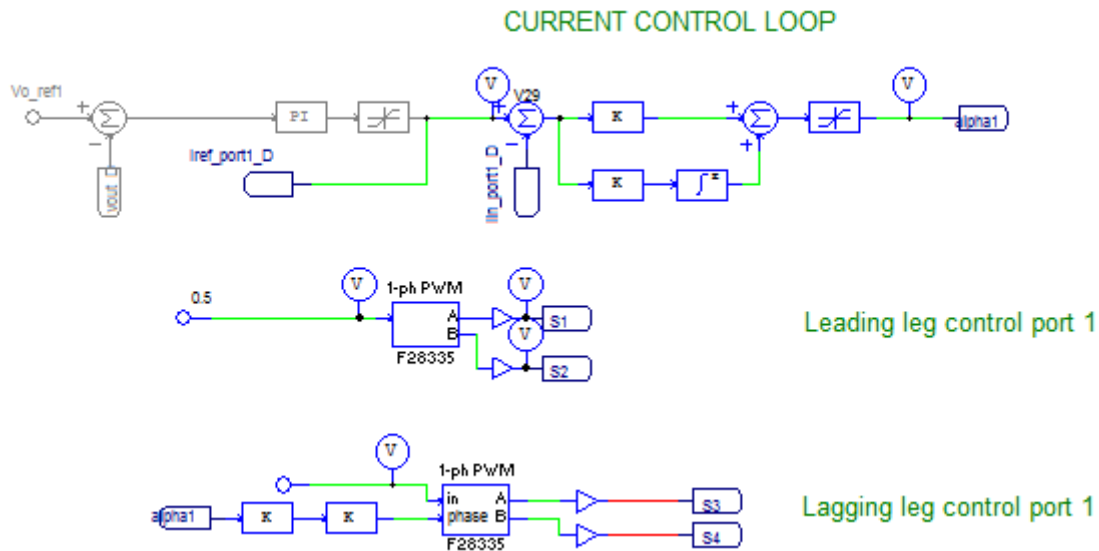 CURRENT CONTROL LOOP
Vo_ref1
V
V29
V
PI
K
Iref_port1_D
alpha1
vout_D
IIn_port1_D
K
0.5
V
1-ph PWM
V
A
B
F28335
V
S1
S2
Leading leg control port 1
V
1-ph PWM
alpha1
K
K
in
phase
A
B
F28335
S3
S4
Lagging leg control port 1